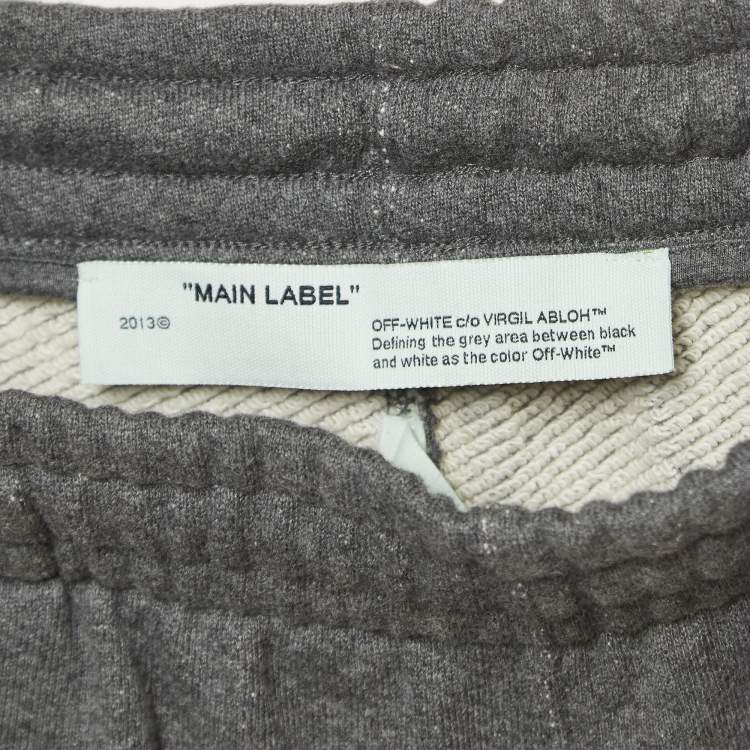 "MAIN LABEL"
2013©
OFF-WHITE c/o VIRGIL ABLOH™
Defining the grey area between black
and white as the color Off-White™